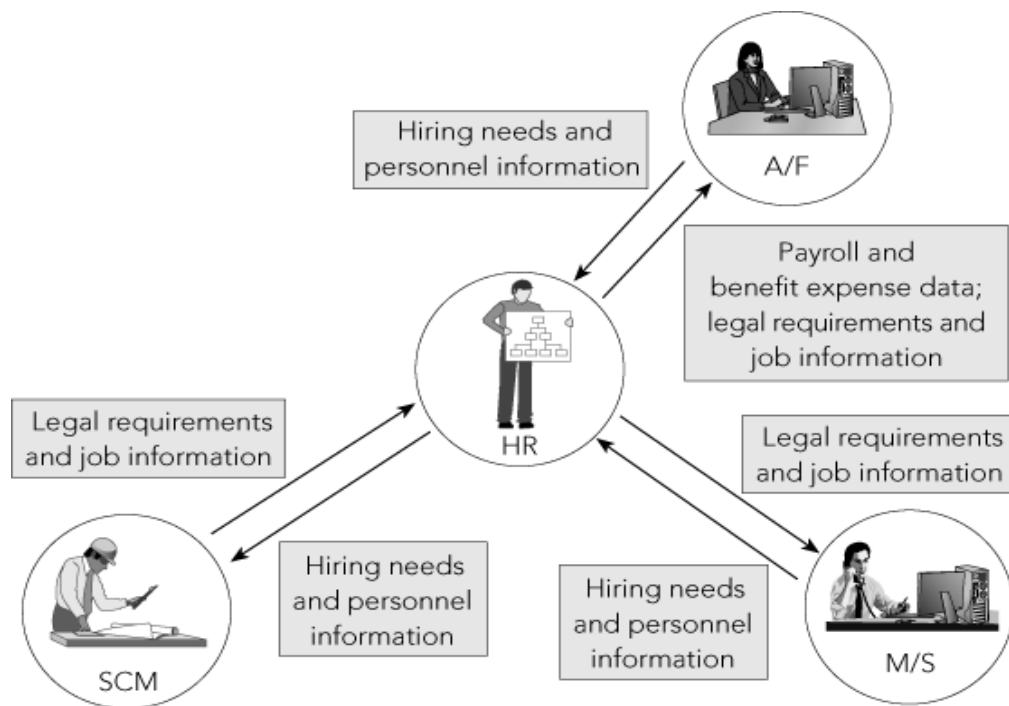 Hiring needs and
personnel information
A/F
Payroll and
benefit expense data;
legal requirements and
job information
HR
Legal requirements
and job information
Legal requirements
and job information
Hiring needs
and personnel
information
Hiring needs
and personnel
information
SCM
M/S